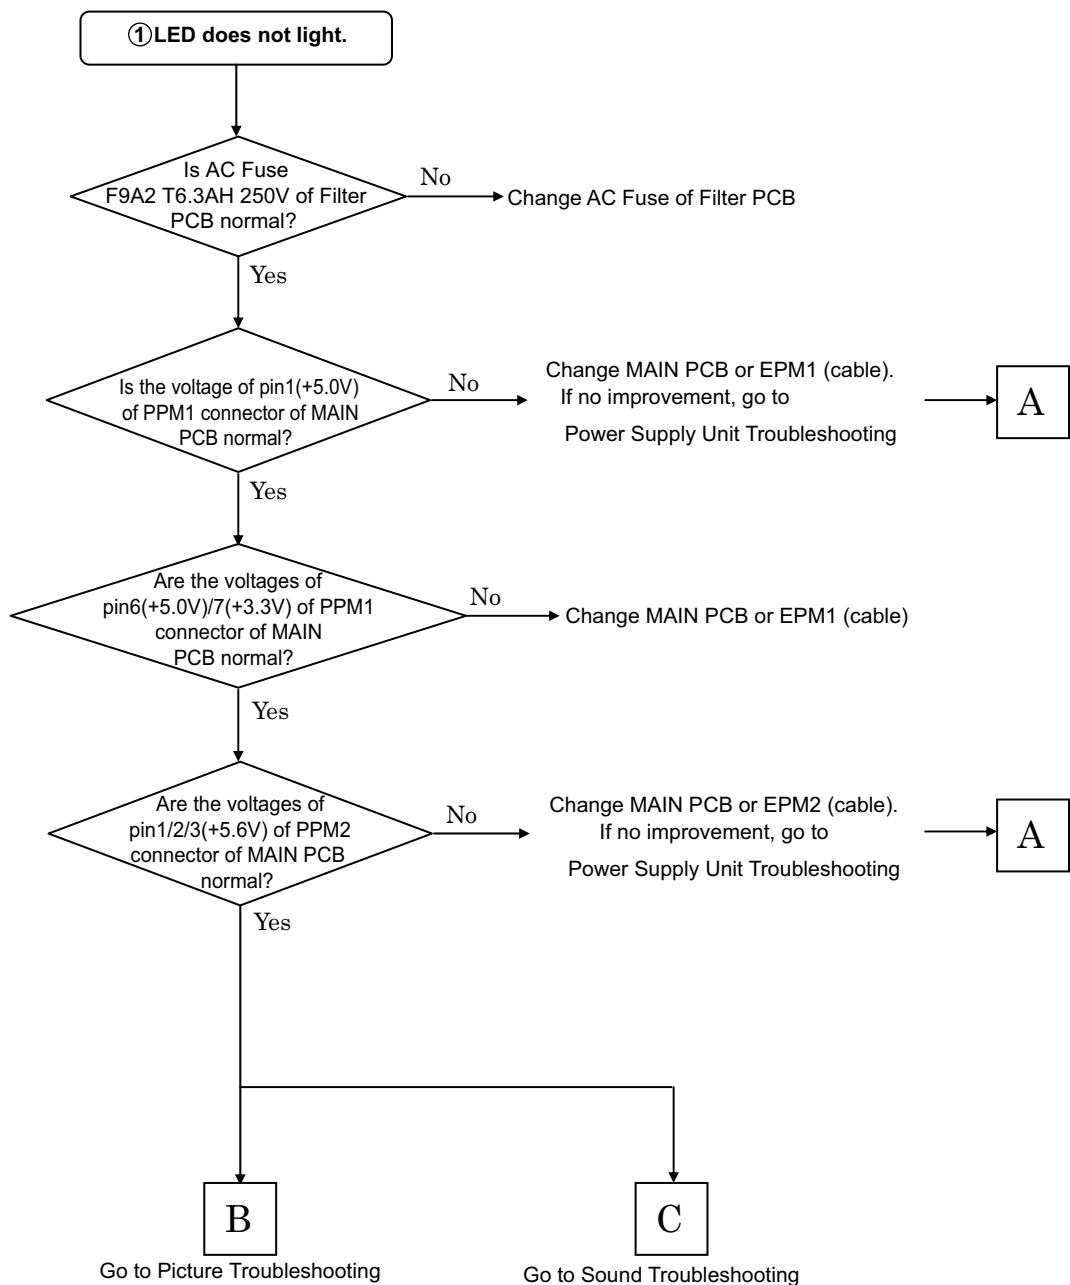 ①LED does not light.
Is AC Fuse
F9A2 T6.3AH 250V of Filter
PCB normal?
No
Change AC Fuse of Filter PCB
Yes
Is the voltage of pin1(+5.0V)
of PPM1 connector of MAIN
PCB normal?
No
Change MAIN PCB or EPM1 (cable).
If no improvement, go to
Power Supply Unit Troubleshooting
A
Yes
Are the voltages of
pin6(+5.0V)/7(+3.3V) of PPM1
connector of MAIN
PCB normal?
No
Change MAIN PCB or EPM1 (cable)
Yes
Are the voltages of
pin1/2/3(+5.6V) of PPM2
connector of MAIN PCB
normal?
No
Change MAIN PCB or EPM2 (cable).
If no improvement, go to
Power Supply Unit Troubleshooting
A
Yes
B
Go to Picture Troubleshooting
C
Go to Sound Troubleshooting